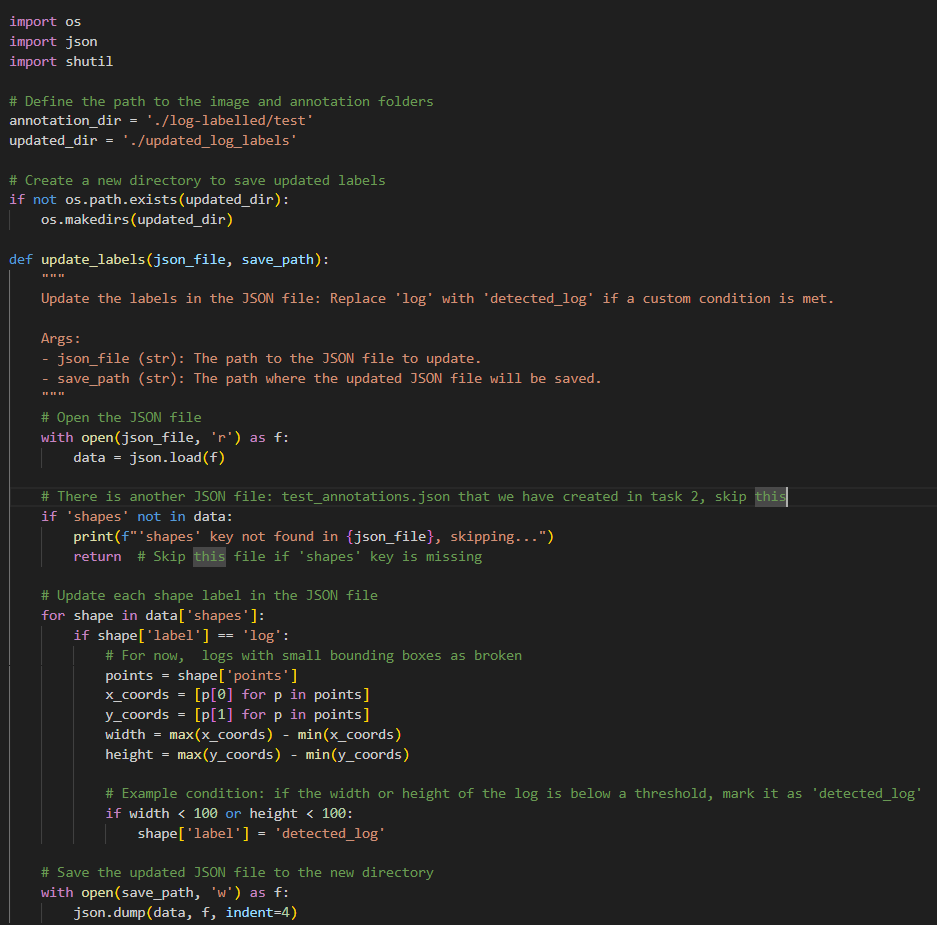 import os
import json
import shutil

# Define the path to the image and annotation folders
annotation_dir = './log-labelled/test'
updated_dir = './updated_log_labels'

# Create a new directory to save updated labels
if not os.path.exists(updated_dir):
    os.makedirs(updated_dir)

def update_labels(json_file, save_path):
    """
    Update the labels in the JSON file: Replace 'log' with 'detected_log' if a custom condition is met.

    Args:
    - json_file (str): The path to the JSON file to update.
    - save_path (str): The path where the updated JSON file will be saved.
    """
    # Open the JSON file
    with open(json_file, 'r') as f:
        data = json.load(f)

    # There is another JSON file: test_annotations.json that we have created in task 2, skip this
    if 'shapes' not in data:
        print(f"'shapes' key not found in {json_file}, skipping...")
        return  # Skip this file if 'shapes' key is missing

    # Update each shape label in the JSON file
    for shape in data['shapes']:
        if shape['label'] == 'log':
            # For now,  logs with small bounding boxes as broken
            points = shape['points']
            x_coords = [p[0] for p in points]
            y_coords = [p[1] for p in points]
            width = max(x_coords) - min(x_coords)
            height = max(y_coords) - min(y_coords)

            # Example condition: if the width or height of the log is below a threshold, mark it as 'detected_log'
            if width < 100 or height < 100:
                shape['label'] = 'detected_log'

    # Save the updated JSON file to the new directory
    with open(save_path, 'w') as f:
        json.dump(data, f, indent=4)